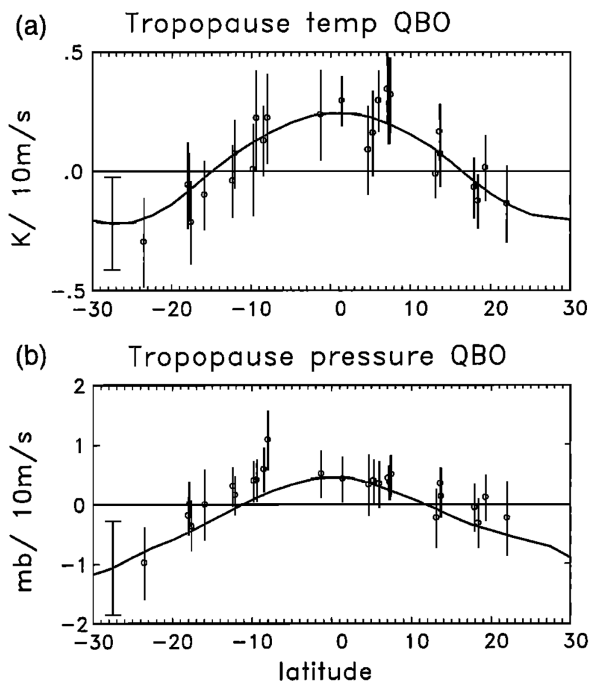 (a) Tropopause temp QBO
.5
K/ 10m/s
.0
-.5
-30 -20 -10 0 10 20 30
(b) Tropopause pressure QBO
2
1
mb/ 10m/s
0
-1
-2
-30 -20 -10 0 10 20 30
latitude